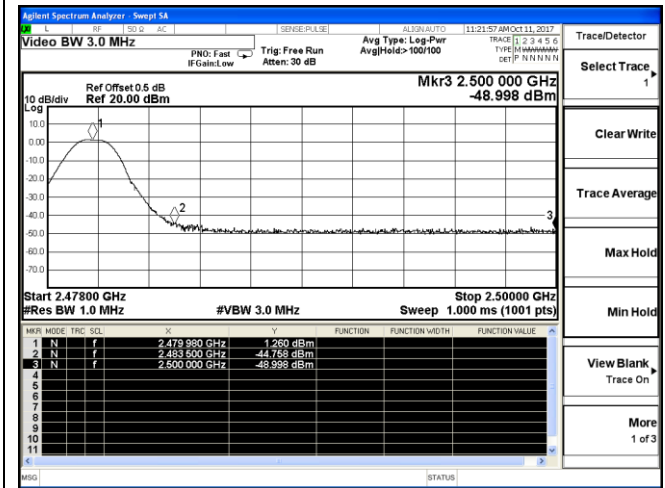 Agilent Spectrum Analyzer - Swept SA
L RF 50 Ω AC SENSE:PULSE ALIGNAUTO 11:21:57 AM Oct 11, 2017
Video BW 3.0 MHz
PNO: Fast
IFGain:Low
Trig: Free Run
Atten: 30 dB
Avg Type: Log-Pwr
Avg|Hold:>100/100
TRACE 1 2 3 4 5 6
TYPE M WWWWW
DET P N N N N N
Mkr3 2.500 000 GHz
-48.998 dBm
Ref Offset 0.5 dB
10 dB/div Ref 20.00 dBm
Log
10.0
0.00
-10.0
-20.0
-30.0
-40.0
-50.0
-60.0
-70.0
1
2
3
Start 2.47800 GHz Stop 2.50000 GHz
#Res BW 1.0 MHz #VBW 3.0 MHz Sweep 1.000 ms (1001 pts)
MKR MODE TRC SCL X Y FUNCTION FUNCTION WIDTH FUNCTION VALUE
1 N f 2.479 980 GHz 1.260 dBm
2 N f 2.483 500 GHz -44.758 dBm
3 N f 2.500 000 GHz -48.998 dBm
4
5
6
7
8
9
10
11
MSG STATUS
Trace/Detector
Select Trace
1
Clear Write
Trace Average
Max Hold
Min Hold
View Blank
Trace On
More
1 of 3